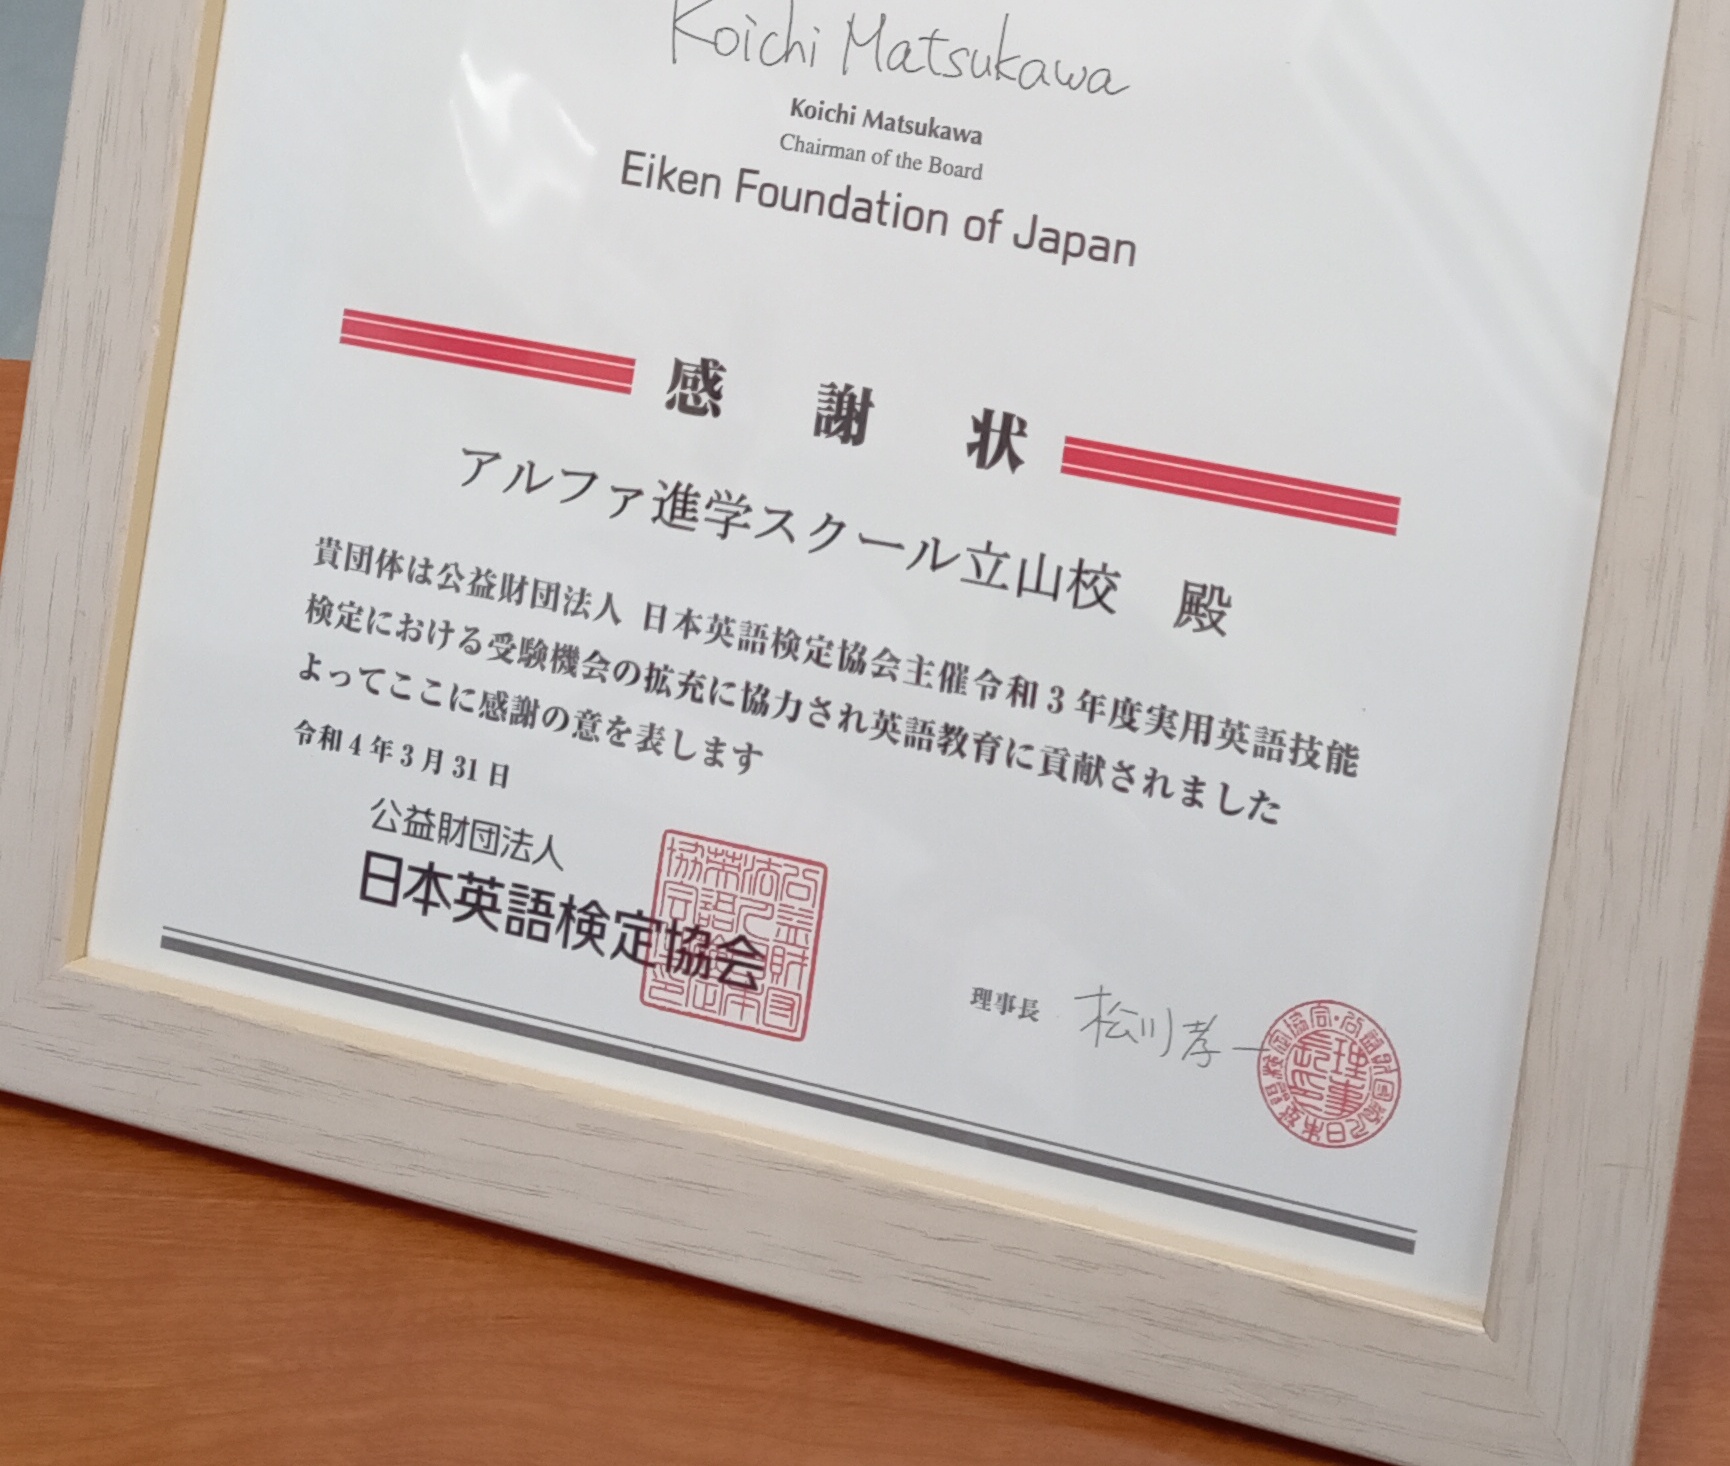 Koichi Matsukawa
Koichi Matsukawa
Chairman of the Board
Eiken Foundation of Japan
感 謝 状
アルファ進学スクール立山校 殿
貴団体は公益財団法人 日本英語検定協会主催令和3年度実用英語技能
検定における受験機会の拡充に協力され英語教育に貢献されました
よってここに感謝の意を表します
令和4年3月31日
公益財団法人
日本英語検定協会
理事長 松川孝一